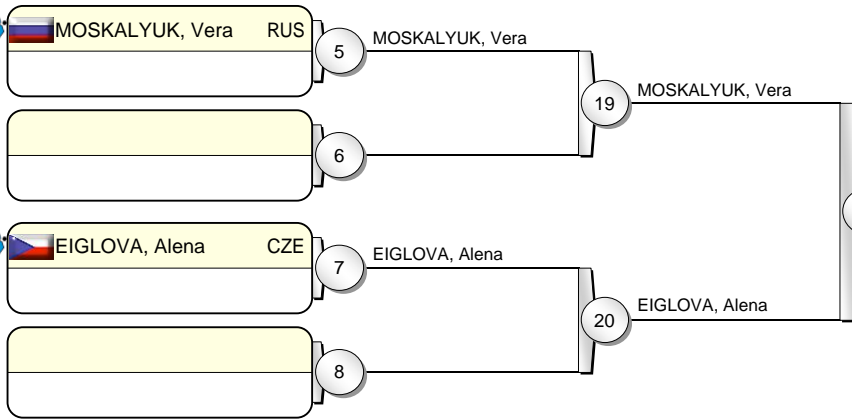 MOSKALYUK, Vera RUS
5
MOSKALYUK, Vera
19
MOSKALYUK, Vera
6
EIGLOVA, Alena CZE
7
EIGLOVA, Alena
20
EIGLOVA, Alena
8